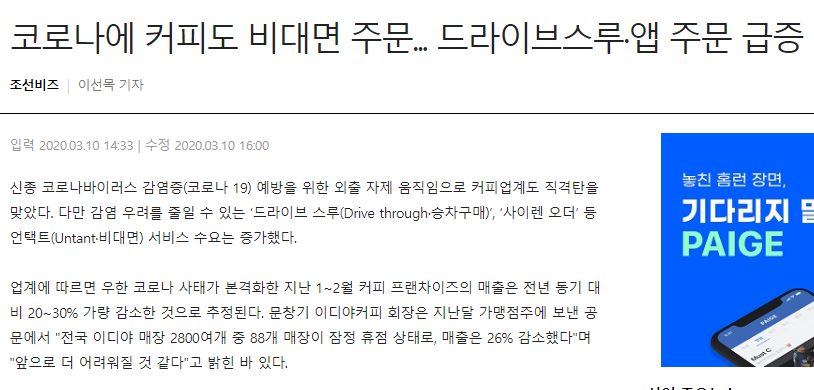 코로나에 커피도 비대면 주문... 드라이브스루·앱 주문 급증
조선비즈 이선목 기자
입력 2020.03.10 14:33 | 수정 2020.03.10 16:00
신종 코로나바이러스 감염증(코로나 19) 예방을 위한 외출 자제 움직임으로 커피업계도 직격탄을
맞았다. 다만 감염 우려를 줄일 수 있는 ‘드라이브 스루(Drive through·승차구매)’, ‘사이렌 오더’ 등
언택트(Untant·비대면) 서비스 수요는 증가했다.
업계에 따르면 우한 코로나 사태가 본격화한 지난 1~2월 커피 프랜차이즈의 매출은 전년 동기 대
비 20~30% 가량 감소한 것으로 추정된다. 문창기 이디야커피 회장은 지난달 가맹점주에 보낸 공
문에서 "전국 이디야 매장 2800여개 중 88개 매장이 잠정 휴점 상태로, 매출은 26% 감소했다"며
"앞으로 더 어려워질 것 같다"고 밝힌 바 있다.
놓친 홈런 장면,
기다리지
PAIGE
PAIGE
Must C